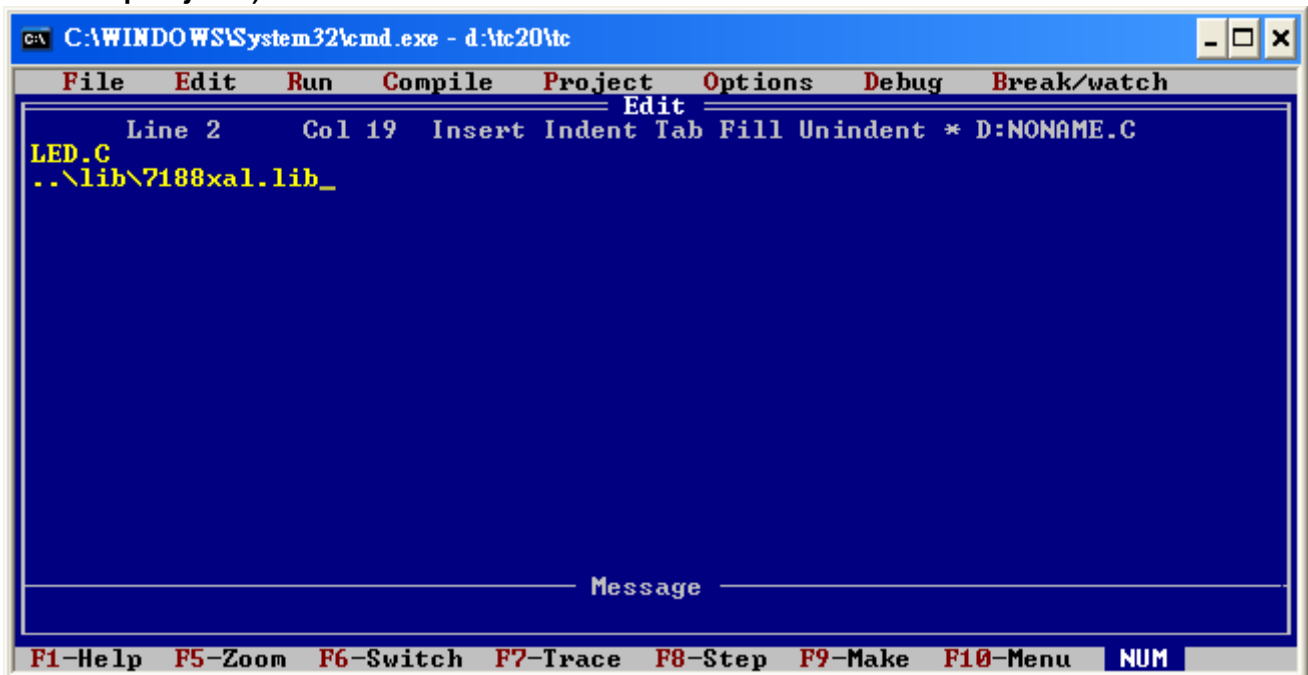 C:\WINDOWS\System32\cmd.exe - d:\tc20\tc
File Edit Run Compile Project Options Debug Break/watch
Edit
Line 2 Col 19 Insert Indent Tab Fill Unindent * D:NONAME.C
LED.C
..\lib\7188xal.lib_
Message
F1-Help F5-Zoom F6-Switch F7-Trace F8-Step F9-Make F10-Menu NUM